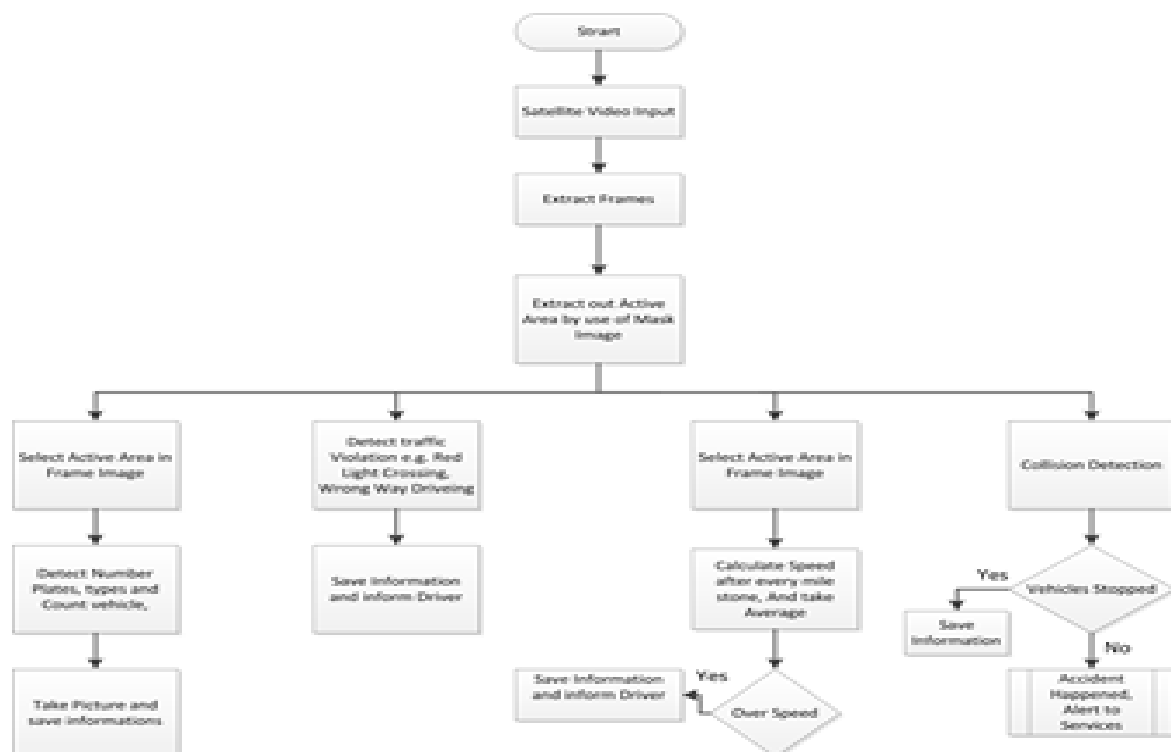 Strart
Satellite Video Input
Extract Frames
Extract out Active
Area by use of Mask
Image
Select Active Area in
Frame Image
Detect traffic
Violation e.g. Red
Light Crossing,
Wrong Way Driveing
Select Active Area in
Frame Image
Collision Detection
Detect Number
Plates, types and
Count vehicle,
Save Information
and inform Driver
Calculate Speed
after every mile
stone, And take
Average
Yes
Vehicles Stopped
Save
Information
No
Take Picture and
save informations
Save Information
and inform Driver
Yes
Over Speed
Accident
Happened,
Alert to
Services